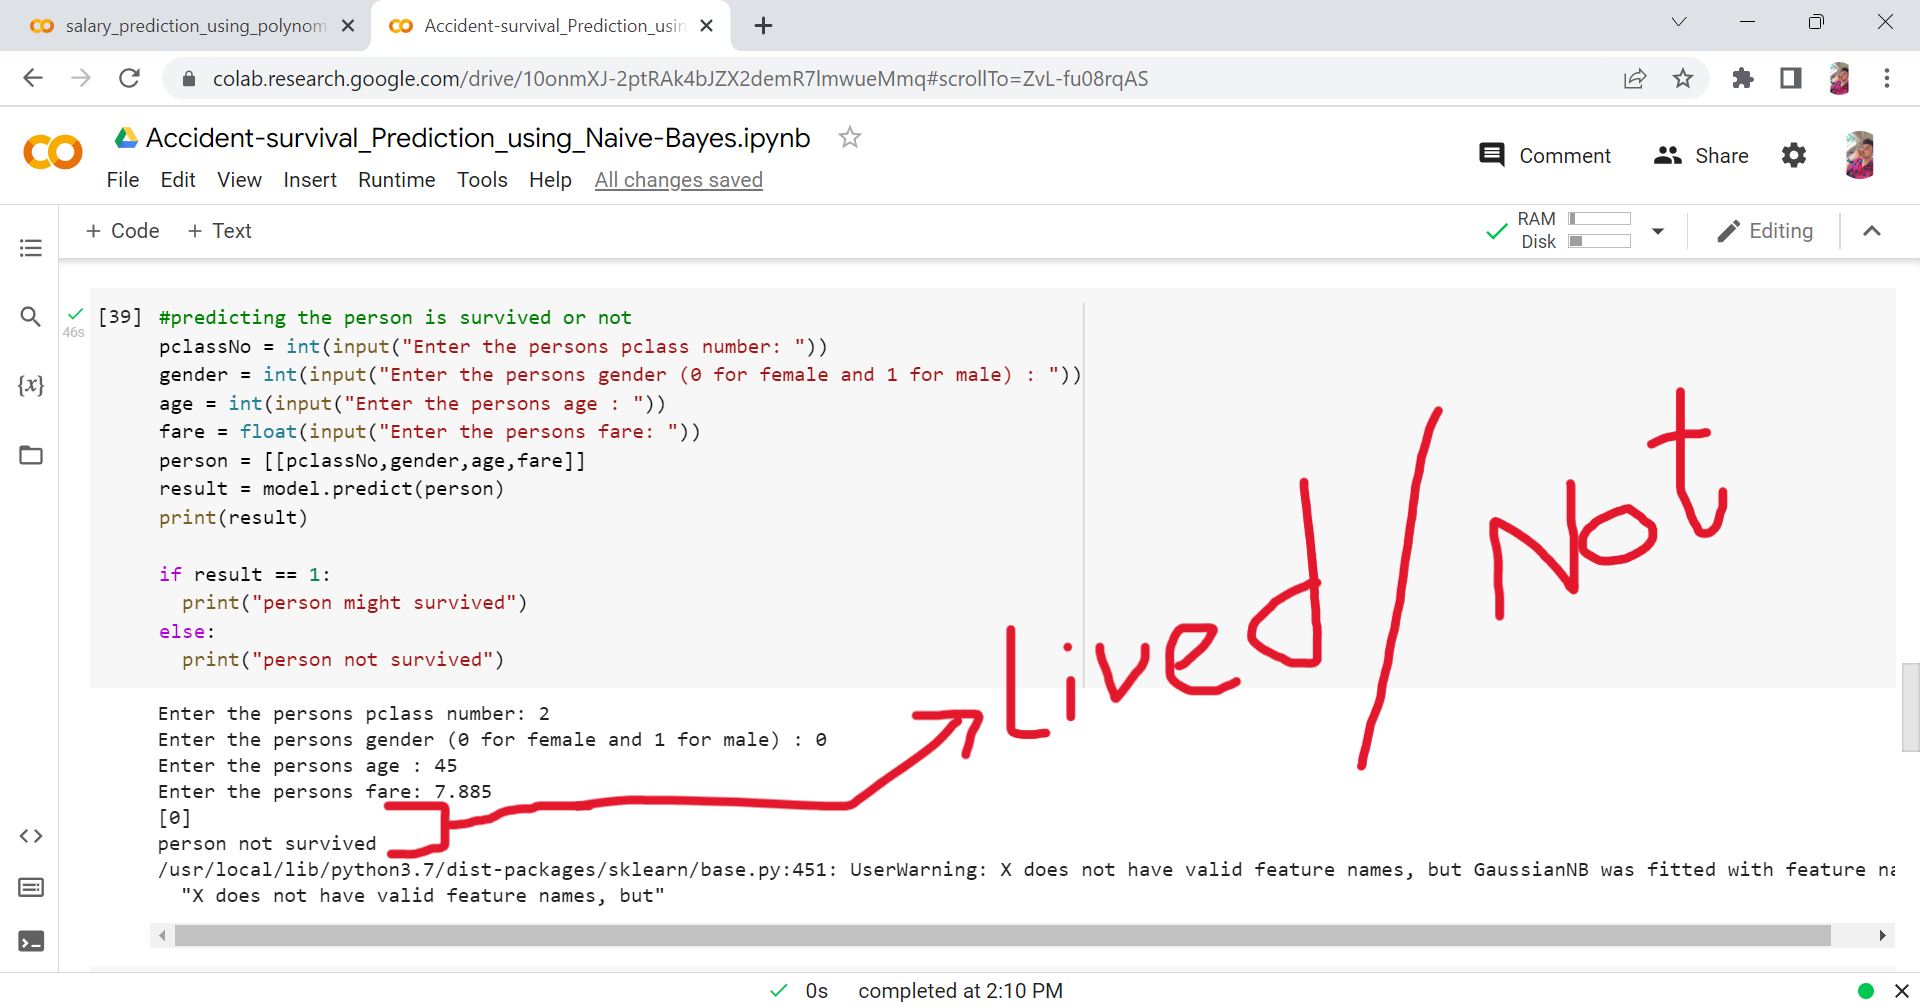 salary_prediction_using_polynom
Accident-survival_Prediction_usin
colab.research.google.com/drive/10onmXJ-2ptRAk4bJZX2demR7lmwueMmq#scrollTo=ZvL-fu08rqAS
CO Accident-survival_Prediction_using_Naive-Bayes.ipynb
Comment Share
File Edit View Insert Runtime Tools Help All changes saved
+ Code + Text
RAM
Disk
Editing
[39] #predicting the person is survived or not
46s
pclassNo = int(input("Enter the persons pclass number: "))
gender = int(input("Enter the persons gender (0 for female and 1 for male) : "))
{x}
age = int(input("Enter the persons age : "))
fare = float(input("Enter the persons fare: "))
person = [[pclassNo,gender,age,fare]]
result = model.predict(person)
print(result)
if result == 1:
print("person might survived")
else:
print("person not survived")
Lived/Not
Enter the persons pclass number: 2
Enter the persons gender (0 for female and 1 for male) : 0
Enter the persons age : 45
Enter the persons fare: 7.885
[0]
person not survived
/usr/local/lib/python3.7/dist-packages/sklearn/base.py:451: UserWarning: X does not have valid feature names, but GaussianNB was fitted with feature na
"X does not have valid feature names, but"
0s completed at 2:10 PM